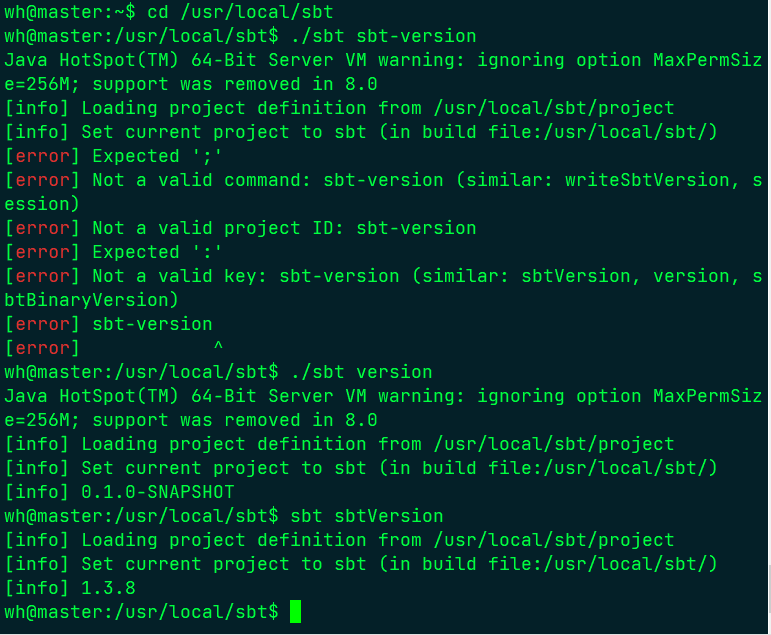 wh@master:~$ cd /usr/local/sbt
wh@master:/usr/local/sbt$ ./sbt sbt-version
Java HotSpot(TM) 64-Bit Server VM warning: ignoring option MaxPermSiz
e=256M; support was removed in 8.0
[info] Loading project definition from /usr/local/sbt/project
[info] Set current project to sbt (in build file:/usr/local/sbt/)
[error] Expected ';'
[error] Not a valid command: sbt-version (similar: writeSbtVersion, s
ession)
[error] Not a valid project ID: sbt-version
[error] Expected ':'
[error] Not a valid key: sbt-version (similar: sbtVersion, version, s
btBinaryVersion)
[error] sbt-version
[error]            ^
wh@master:/usr/local/sbt$ ./sbt version
Java HotSpot(TM) 64-Bit Server VM warning: ignoring option MaxPermSiz
e=256M; support was removed in 8.0
[info] Loading project definition from /usr/local/sbt/project
[info] Set current project to sbt (in build file:/usr/local/sbt/)
[info] 0.1.0-SNAPSHOT
wh@master:/usr/local/sbt$ sbt sbtVersion
[info] Loading project definition from /usr/local/sbt/project
[info] Set current project to sbt (in build file:/usr/local/sbt/)
[info] 1.3.8
wh@master:/usr/local/sbt$